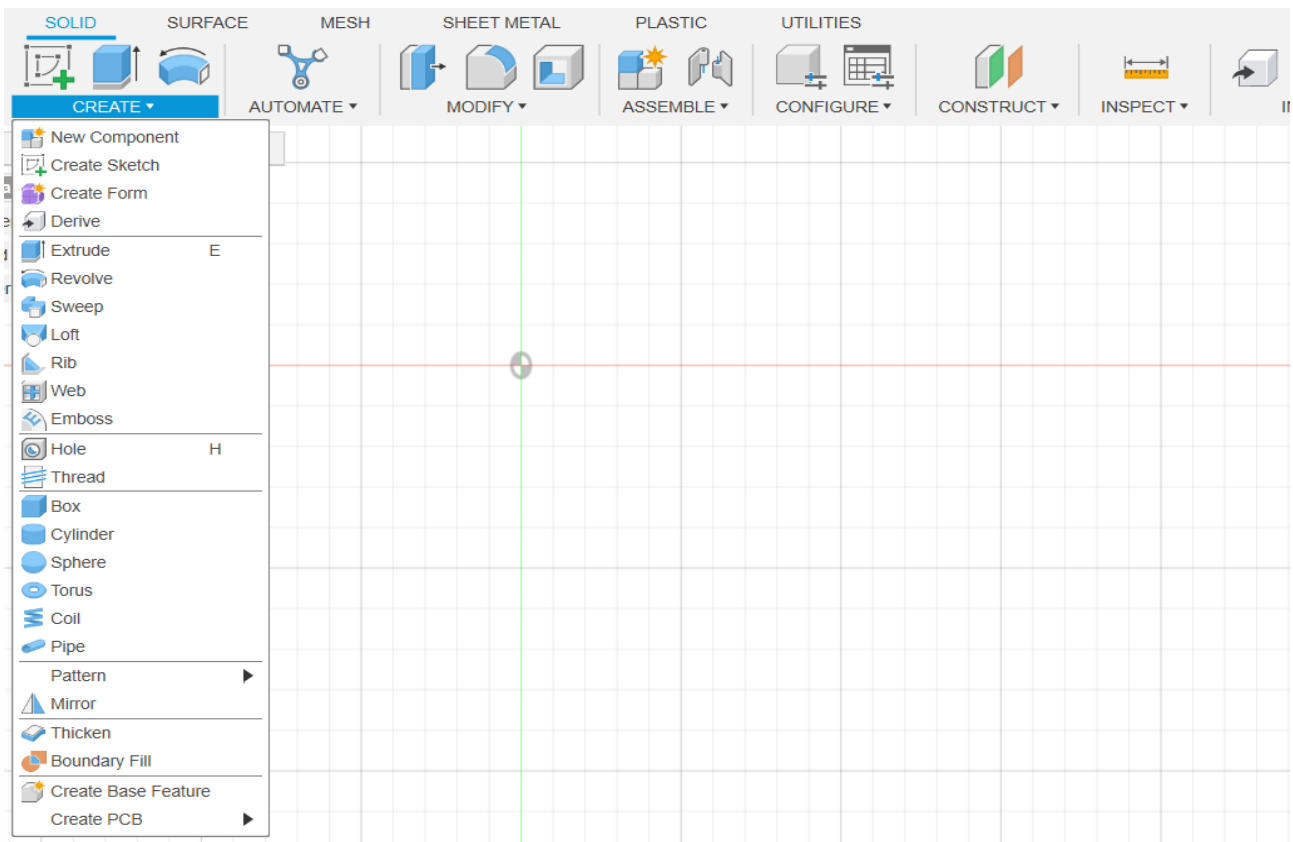 SOLID SURFACE MESH SHEET METAL PLASTIC UTILITIES
CREATE ▾ AUTOMATE ▾ MODIFY ▾ ASSEMBLE ▾ CONFIGURE ▾ CONSTRUCT ▾ INSPECT ▾
New Component
Create Sketch
Create Form
Derive
Extrude E
Revolve
Sweep
Loft
Rib
Web
Emboss
Hole H
Thread
Box
Cylinder
Sphere
Torus
Coil
Pipe
Pattern
Mirror
Thicken
Boundary Fill
Create Base Feature
Create PCB